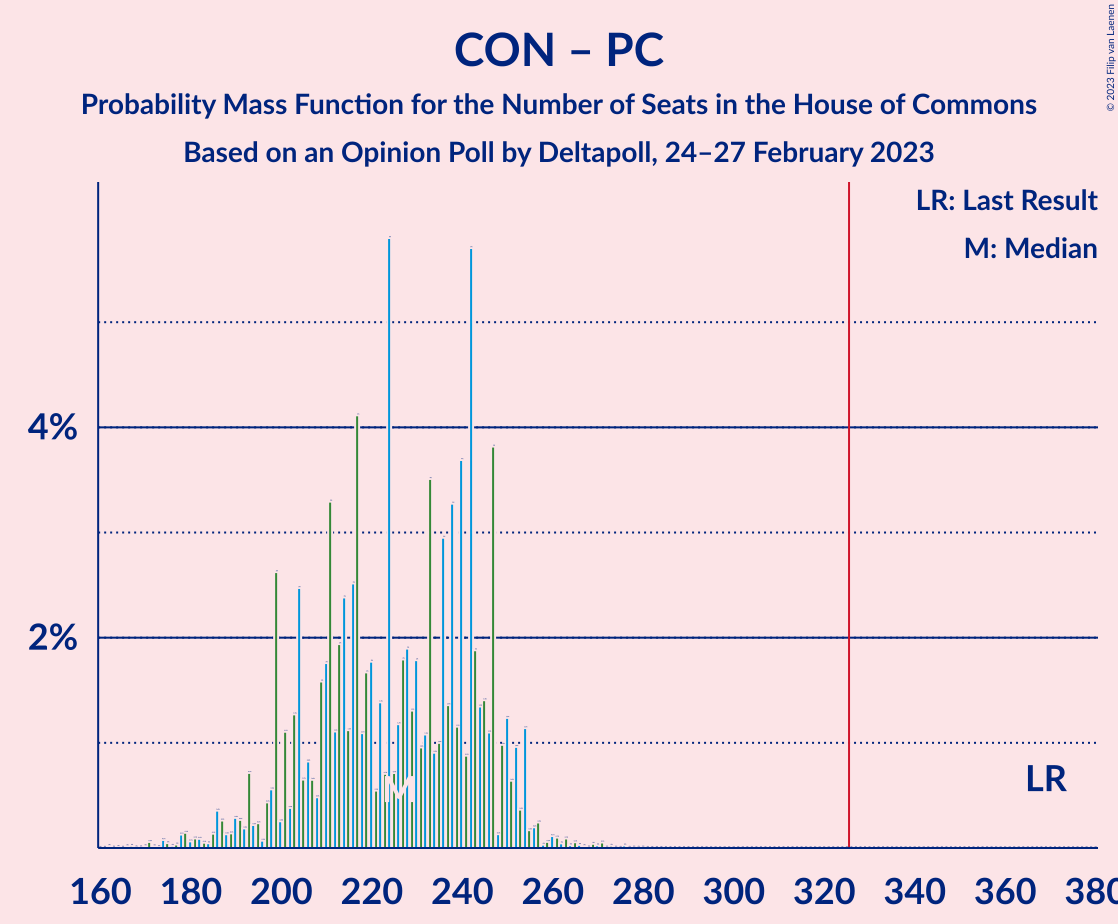 CON – PC
Probability Mass Function for the Number of Seats in the House of Commons
Based on an Opinion Poll by Deltapoll, 24–27 February 2023
© 2023 Filip van Laenen
LR: Last Result
M: Median
4%
2%
M
LR
160 180 200 220 240 260 280 300 320 340 360 380